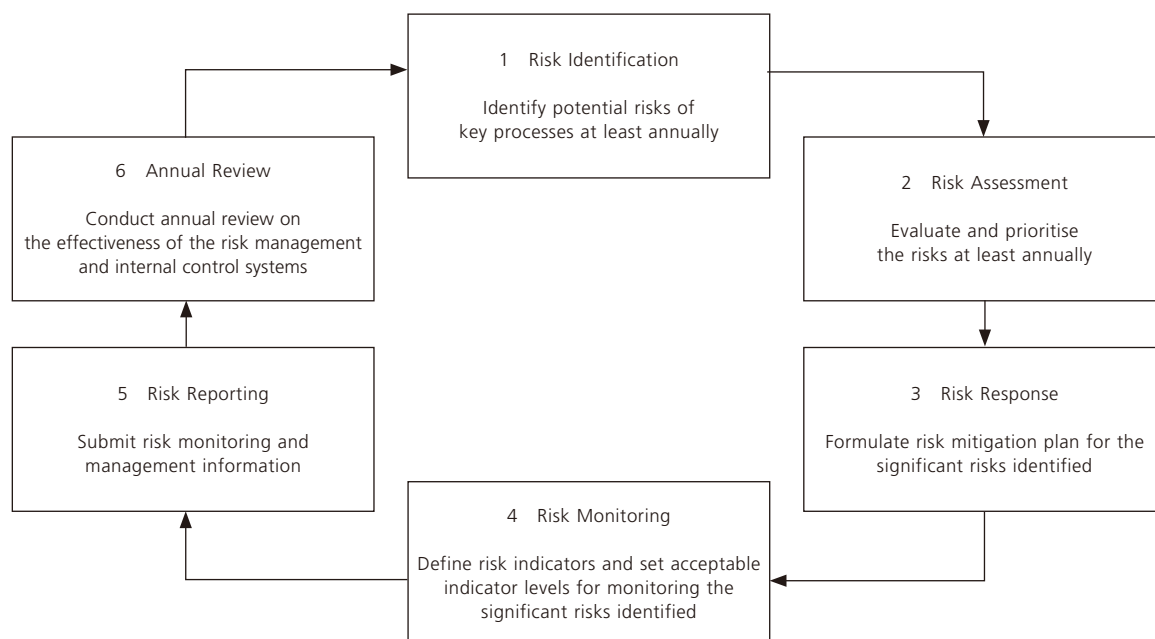 1 Risk Identification
Identify potential risks of
key processes at least annually
2 Risk Assessment
Evaluate and prioritise
the risks at least annually
3 Risk Response
Formulate risk mitigation plan for the
significant risks identified
4 Risk Monitoring
Define risk indicators and set acceptable
indicator levels for monitoring the
significant risks identified
5 Risk Reporting
Submit risk monitoring and
management information
6 Annual Review
Conduct annual review on
the effectiveness of the risk management
and internal control systems